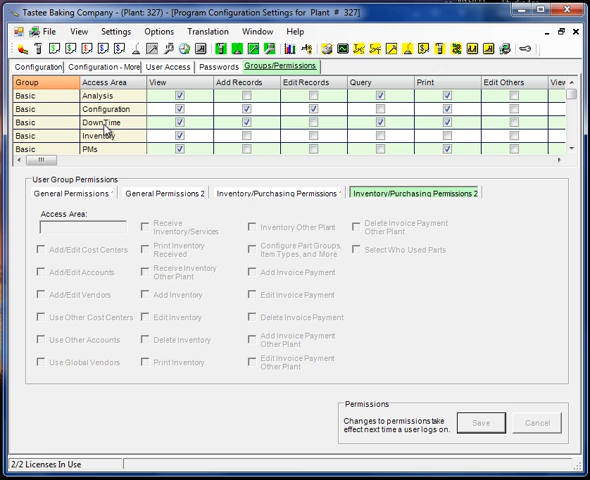 Tastee Baking Company - (Plant: 327) - [Program Configuration Settings for Plant # 327]
File View Settings Options Translation Window Help
Configuration Configuration - More User Access Passwords Groups/Permissions
Group Access Area View Add Records Edit Records Query Print Edit Others View
Basic Analysis
Basic Configuration
Basic DownTime
Basic Inventory
Basic PMs
User Group Permissions
General Permissions 1 General Permissions 2 Inventory/Purchasing Permissions 1 Inventory/Purchasing Permissions 2
Access Area:
Receive Inventory/Services
Inventory Other Plant
Delete Invoice Payment Other Plant
Add/Edit Cost Centers
Print Inventory Received
Configure Part Groups, Item Types, and More
Select Who Used Parts
Add/Edit Accounts
Receive Inventory Other Plant
Add Invoice Payment
Add/Edit Vendors
Add Inventory
Edit Invoice Payment
Use Other Cost Centers
Edit Inventory
Delete Invoice Payment
Use Other Accounts
Delete Inventory
Add Invoice Payment Other Plant
Use Global Vendors
Print Inventory
Edit Invoice Payment Other Plant
Permissions
Changes to permissions take
effect next time a user logs on.
Save Cancel
2/2 Licenses In Use